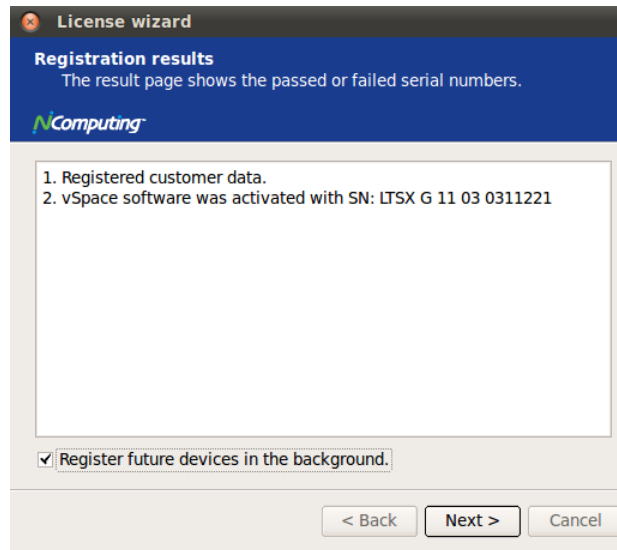 License wizard
Registration results
The result page shows the passed or failed serial numbers.
NComputing™
1. Registered customer data.
2. vSpace software was activated with SN: LTSX G 11 03 0311221
Register future devices in the background.
< Back Next > Cancel